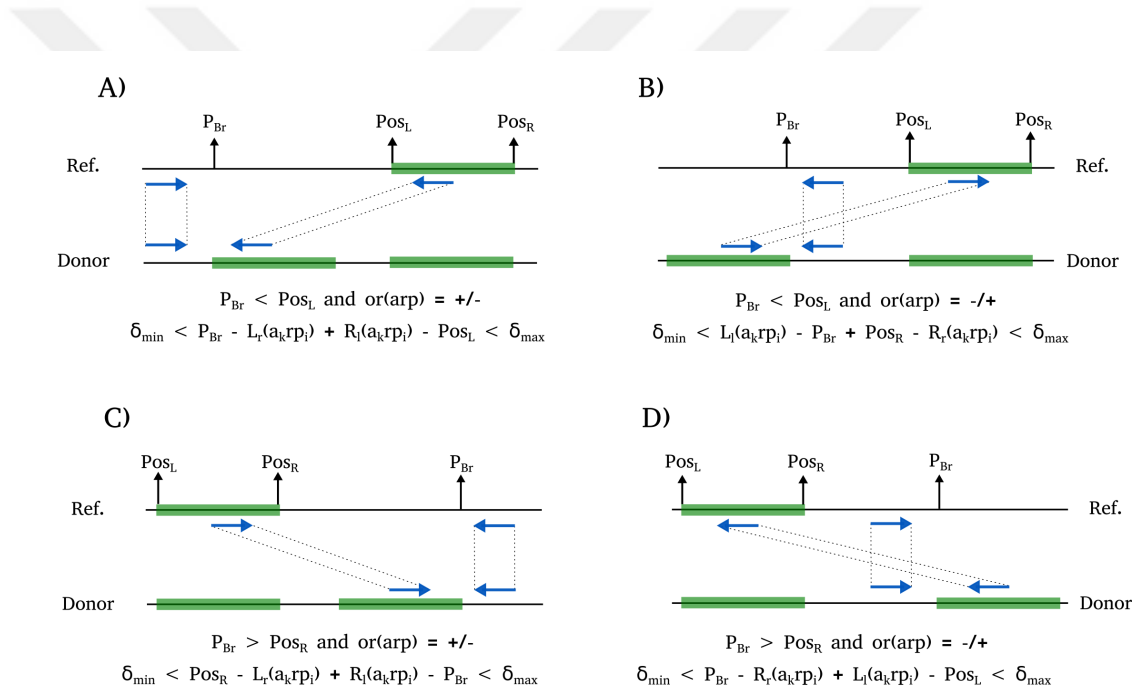 A)
P_Br Pos_L Pos_R
Ref.
Donor
P_Br < Pos_L and or(arp) = +/-
δ_min < P_Br - L_r(a_krp_i) + R_l(a_krp_i) - Pos_L < δ_max
B)
P_Br Pos_L Pos_R
Ref.
Donor
P_Br < Pos_L and or(arp) = -/+
δ_min < L_l(a_krp_i) - P_Br + Pos_R - R_r(a_krp_i) < δ_max
C)
Pos_L Pos_R P_Br
Ref.
Donor
P_Br > Pos_R and or(arp) = +/-
δ_min < Pos_R - L_r(a_krp_i) + R_l(a_krp_i) - P_Br < δ_max
D)
Pos_L Pos_R P_Br
Ref.
Donor
P_Br > Pos_R and or(arp) = -/+
δ_min < P_Br - R_r(a_krp_i) + L_l(a_krp_i) - Pos_L < δ_max